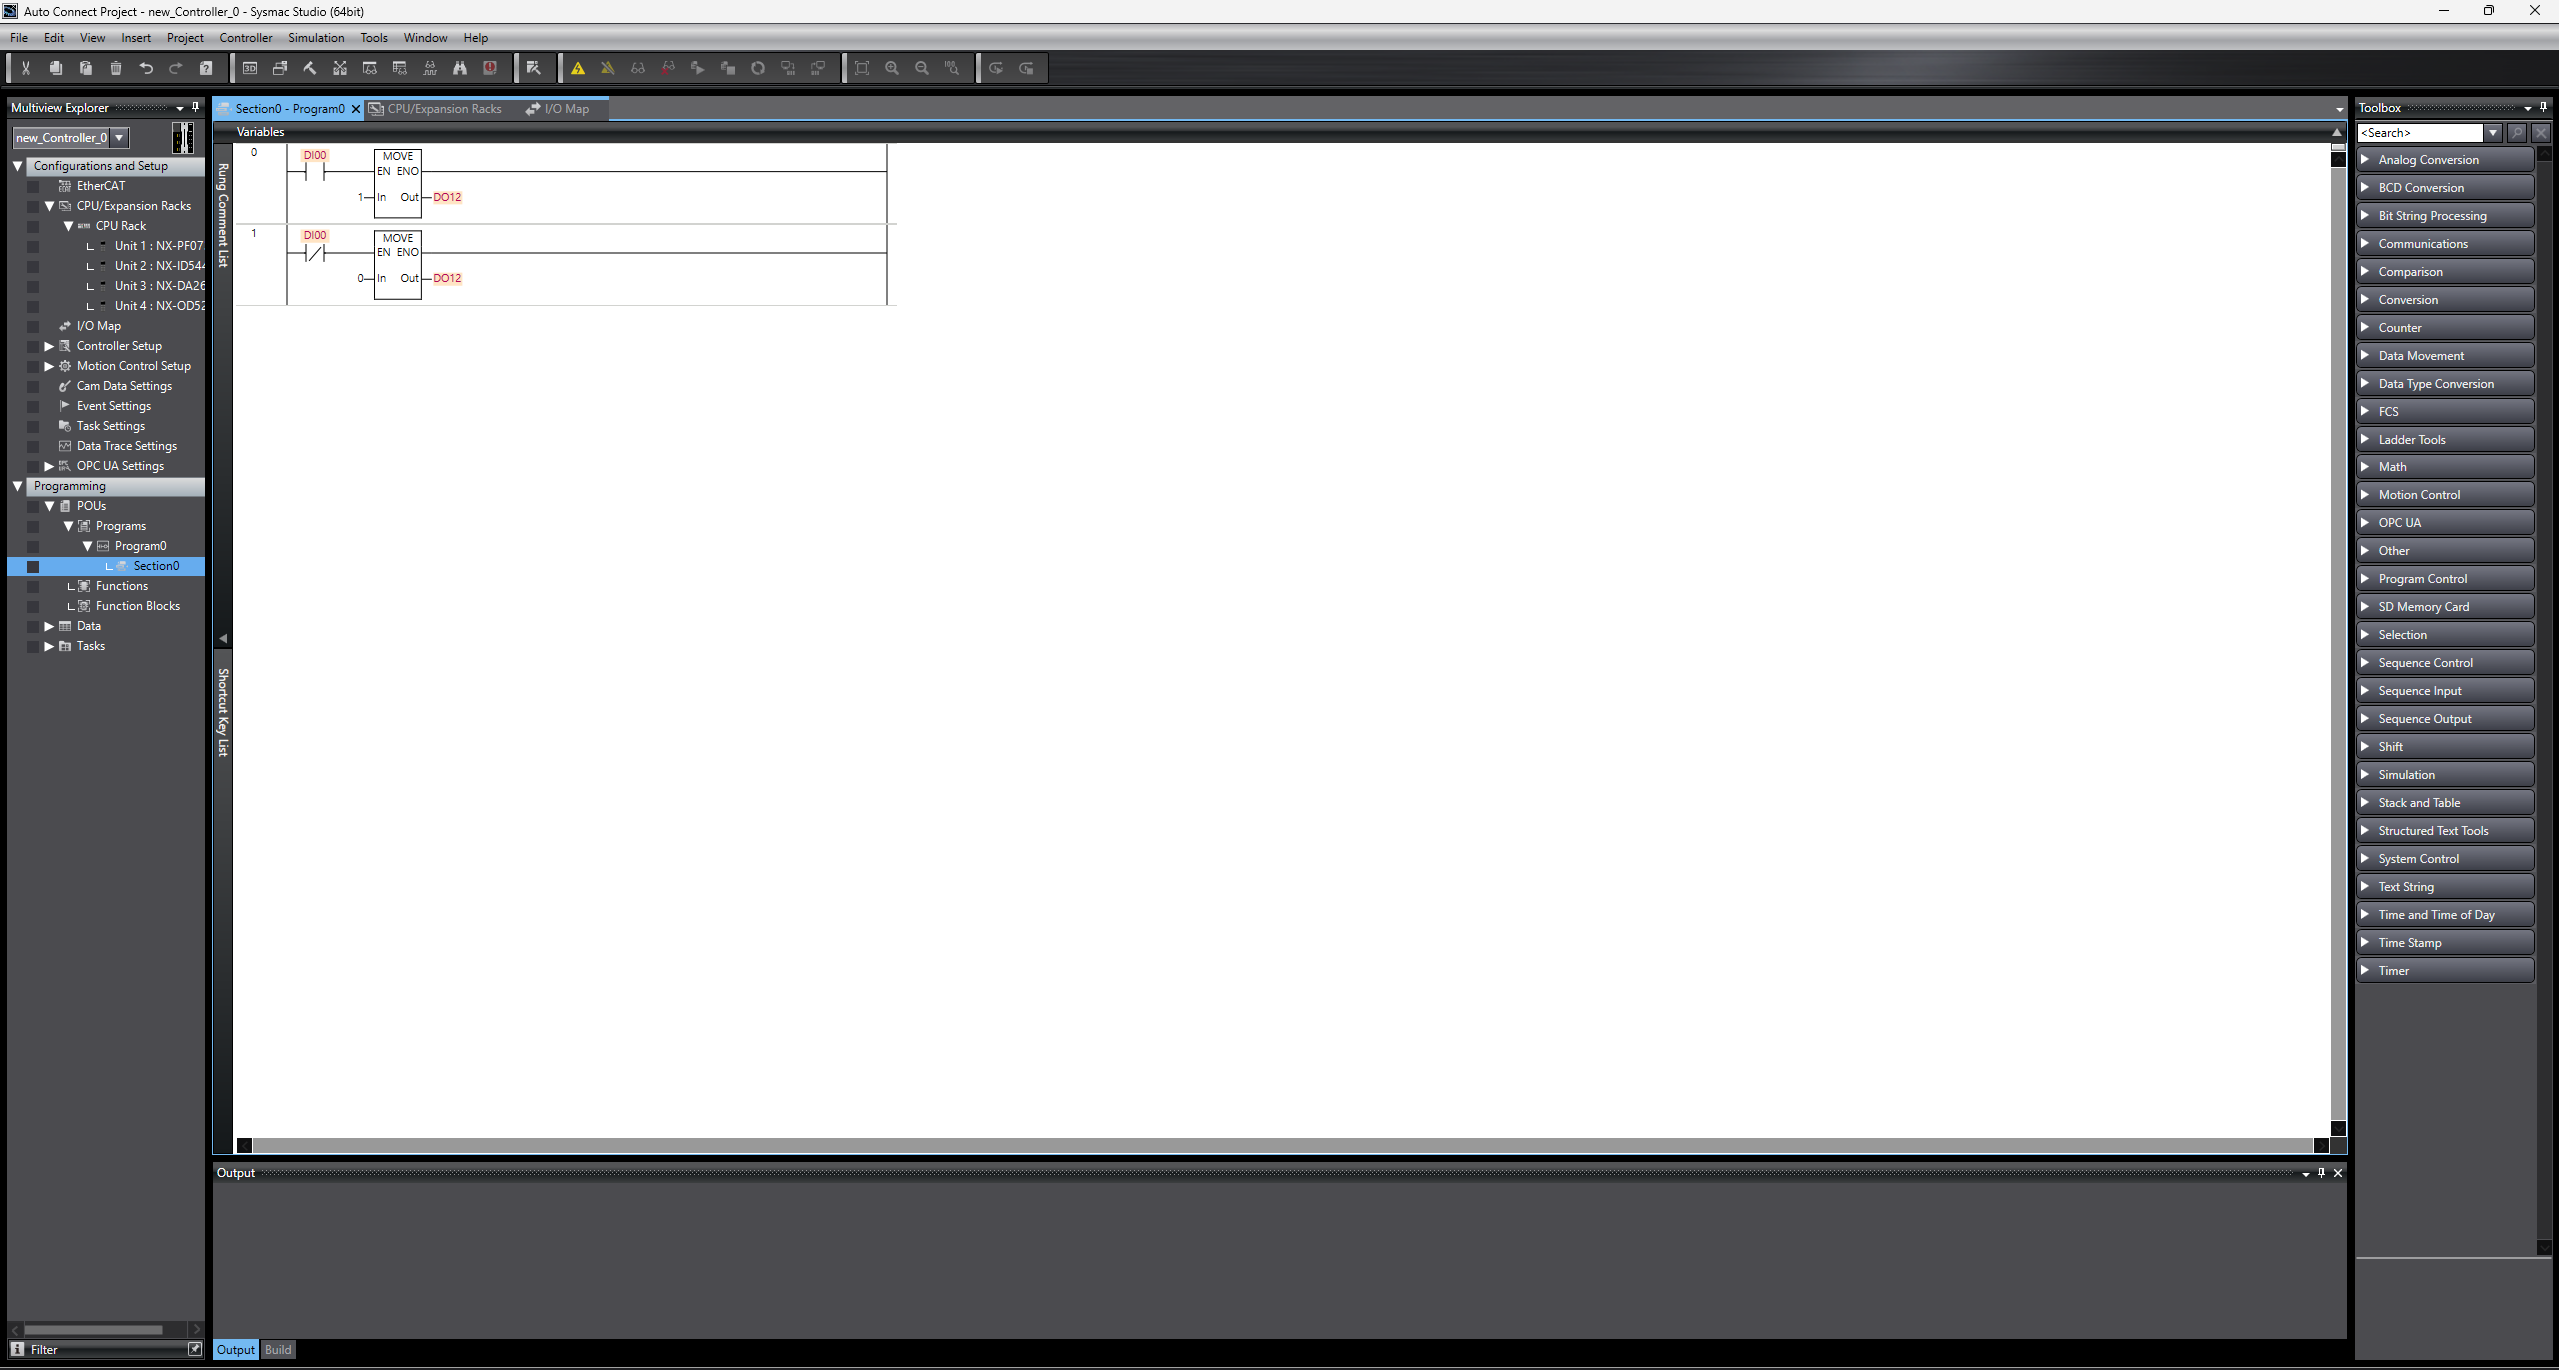 Auto Connect Project - new_Controller_0 - Sysmac Studio (64bit)
File Edit View Insert Project Controller Simulation Tools Window Help
Multiview Explorer
new_Controller_0
Configurations and Setup
EtherCAT
CPU/Expansion Racks
CPU Rack
Unit 1 : NX-PF07
Unit 2 : NX-ID544
Unit 3 : NX-DA26
Unit 4 : NX-OD52
I/O Map
Controller Setup
Motion Control Setup
Cam Data Settings
Event Settings
Task Settings
Data Trace Settings
OPC UA Settings
Programming
POUs
Programs
Program0
Section0
Functions
Function Blocks
Data
Tasks
Filter
Section0 - Program0 CPU/Expansion Racks I/O Map
Variables
Rung Comment List
Shortcut Key List
0
DI00
MOVE
EN ENO
1 In Out DO12
1
DI00
MOVE
EN ENO
0 In Out DO12
Output
Output Build
Toolbox
<Search>
Analog Conversion
BCD Conversion
Bit String Processing
Communications
Comparison
Conversion
Counter
Data Movement
Data Type Conversion
FCS
Ladder Tools
Math
Motion Control
OPC UA
Other
Program Control
SD Memory Card
Selection
Sequence Control
Sequence Input
Sequence Output
Shift
Simulation
Stack and Table
Structured Text Tools
System Control
Text String
Time and Time of Day
Time Stamp
Timer